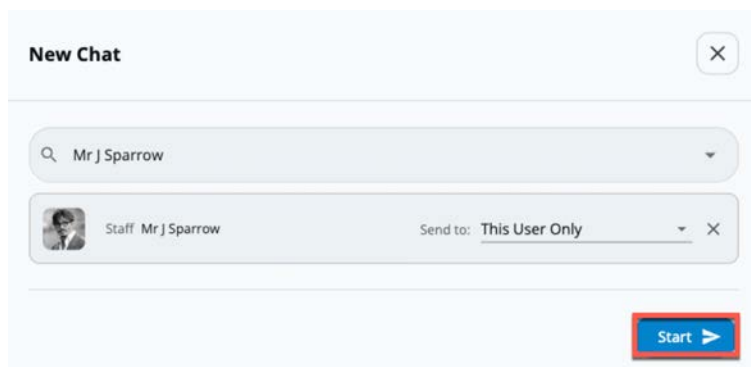 New Chat
Mr J Sparrow
Staff Mr J Sparrow Send to: This User Only
Start